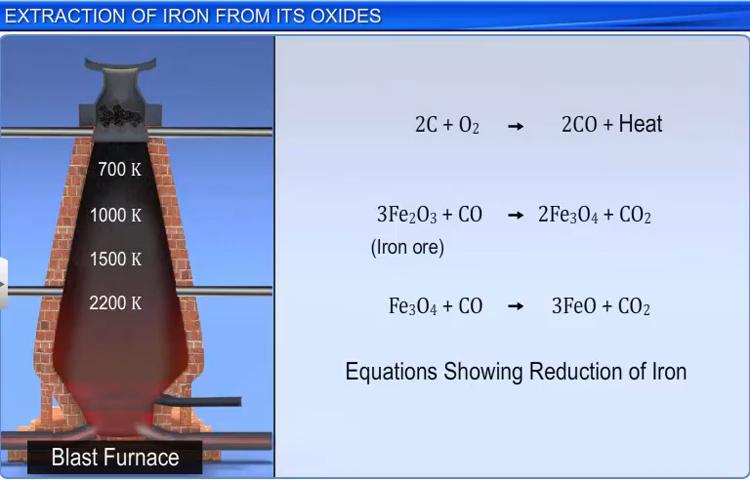 EXTRACTION OF IRON FROM ITS OXIDES
700 K
1000 K
1500 K
2200 K
Blast Furnace
2C + O₂ → 2CO + Heat
3Fe₂O₃ + CO → 2Fe₃O₄ + CO₂
(Iron ore)
Fe₃O₄ + CO → 3FeO + CO₂
Equations Showing Reduction of Iron